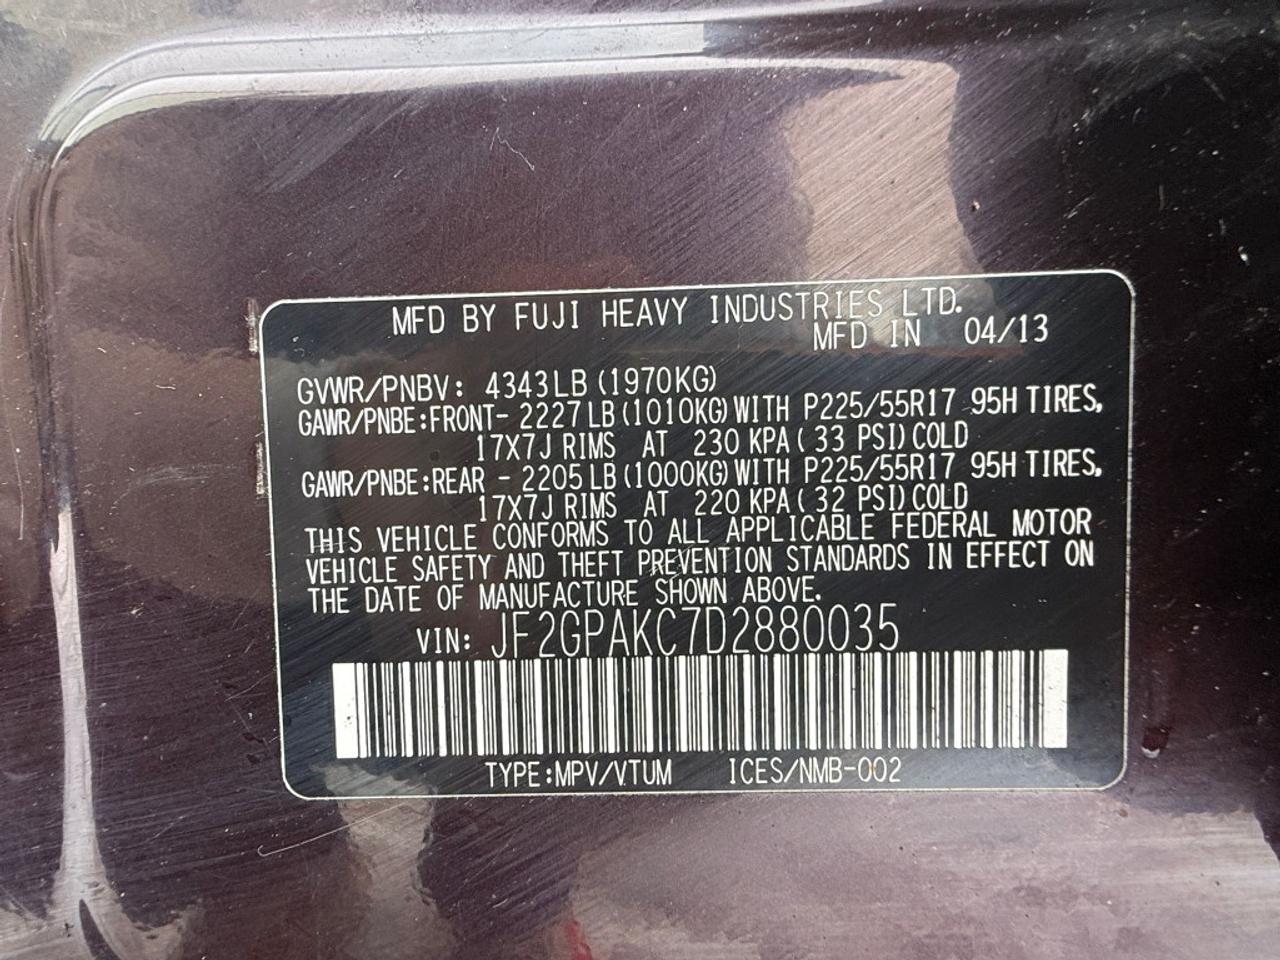 MFD BY FUJI HEAVY INDUSTRIES LTD.
MFD IN 04/13
GVWR/PNBV: 4343LB (1970KG)
GAWR/PNBE:FRONT- 2227LB(1010KG)WITH P225/55R17 95H TIRES,
17X7J RIMS AT 230 KPA( 33 PSI)COLD
GAWR/PNBE:REAR - 2205LB(1000KG)WITH P225/55R17 95H TIRES,
17X7J RIMS AT 220 KPA( 32 PSI)COLD
THIS VEHICLE CONFORMS TO ALL APPLICABLE FEDERAL MOTOR
VEHICLE SAFETY AND THEFT PREVENTION STANDARDS IN EFFECT ON
THE DATE OF MANUFACTURE SHOWN ABOVE.
VIN: JF2GPAKC7D2880035
TYPE:MPV/VTUM ICES/NMB-002